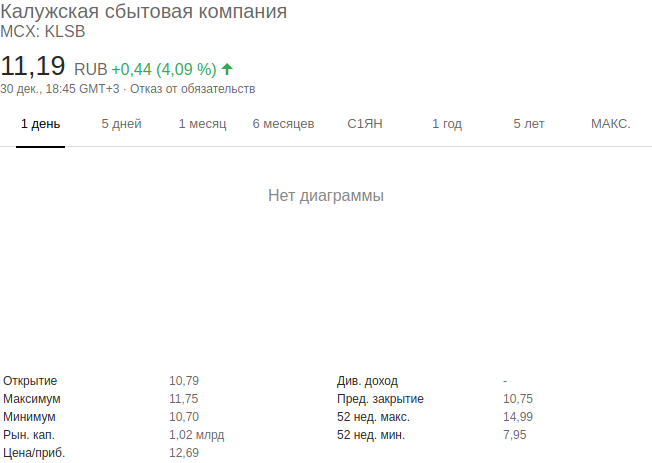 Калужская сбытовая компания
MCX: KLSB
11,19 RUB +0,44 (4,09 %)
30 дек., 18:45 GMT+3 · Отказ от обязательств
1 день 5 дней 1 месяц 6 месяцев С1ЯН 1 год 5 лет МАКС.
Нет диаграммы
Открытие 10,79 Див. доход -
Максимум 11,75 Пред. закрытие 10,75
Минимум 10,70 52 нед. макс. 14,99
Рын. кап. 1,02 млрд 52 нед. мин. 7,95
Цена/приб. 12,69